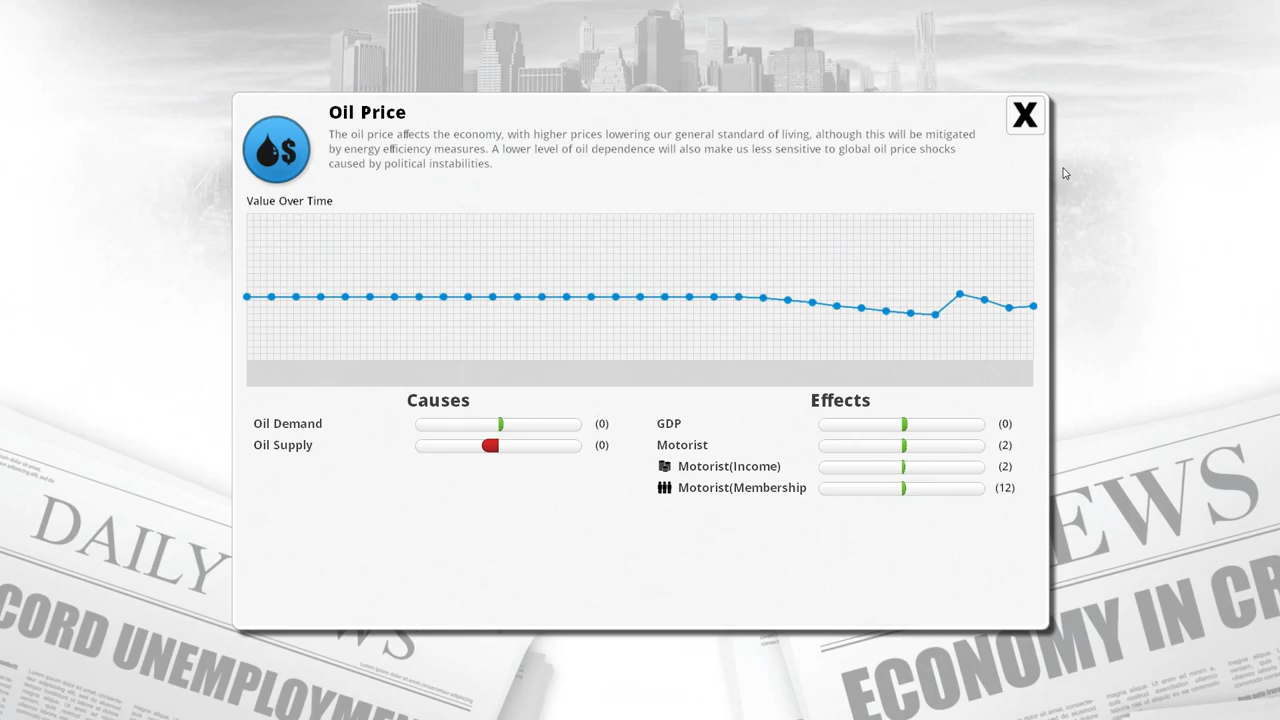 Oil Price
The oil price affects the economy, with higher prices lowering our general standard of living, although this will be mitigated
by energy efficiency measures. A lower level of oil dependence will also make us less sensitive to global oil price shocks
caused by political instabilities.
X
$
Value Over Time
Causes
Effects
Oil Demand (0)
GDP (0)
Oil Supply (0)
Motorist (2)
Motorist(Income) (2)
Motorist(Membership (12)
DAILY
NEWS
CORD UNEMPLOYME
EWS
ECONOMY IN CR